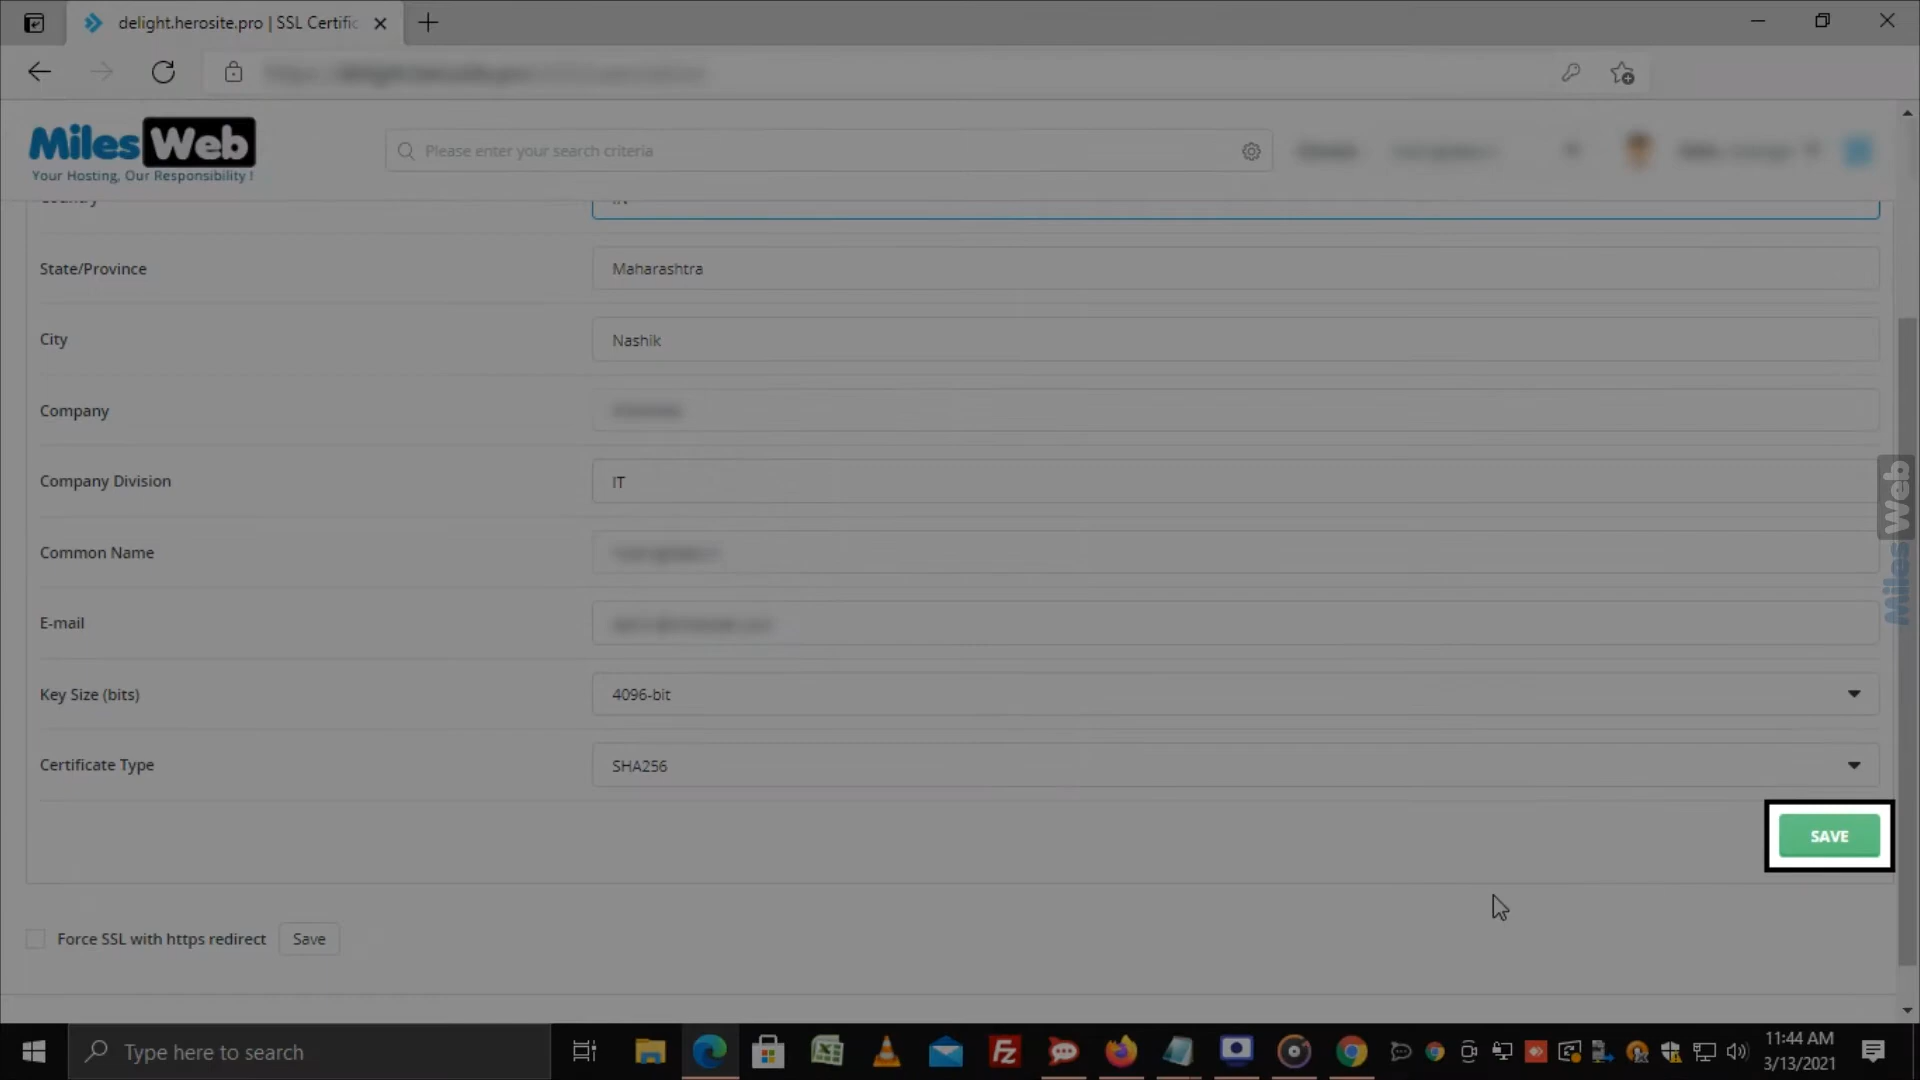 delight.herosite.pro | SSL Certific
MilesWeb
Your Hosting, Our Responsibility !
Please enter your search criteria
State/Province
Maharashtra
City
Nashik
Company
Company Division
IT
Common Name
E-mail
Key Size (bits)
4096-bit
Certificate Type
SHA256
SAVE
Force SSL with https redirect
Save
MilesWeb
Type here to search
11:44 AM
3/13/2021